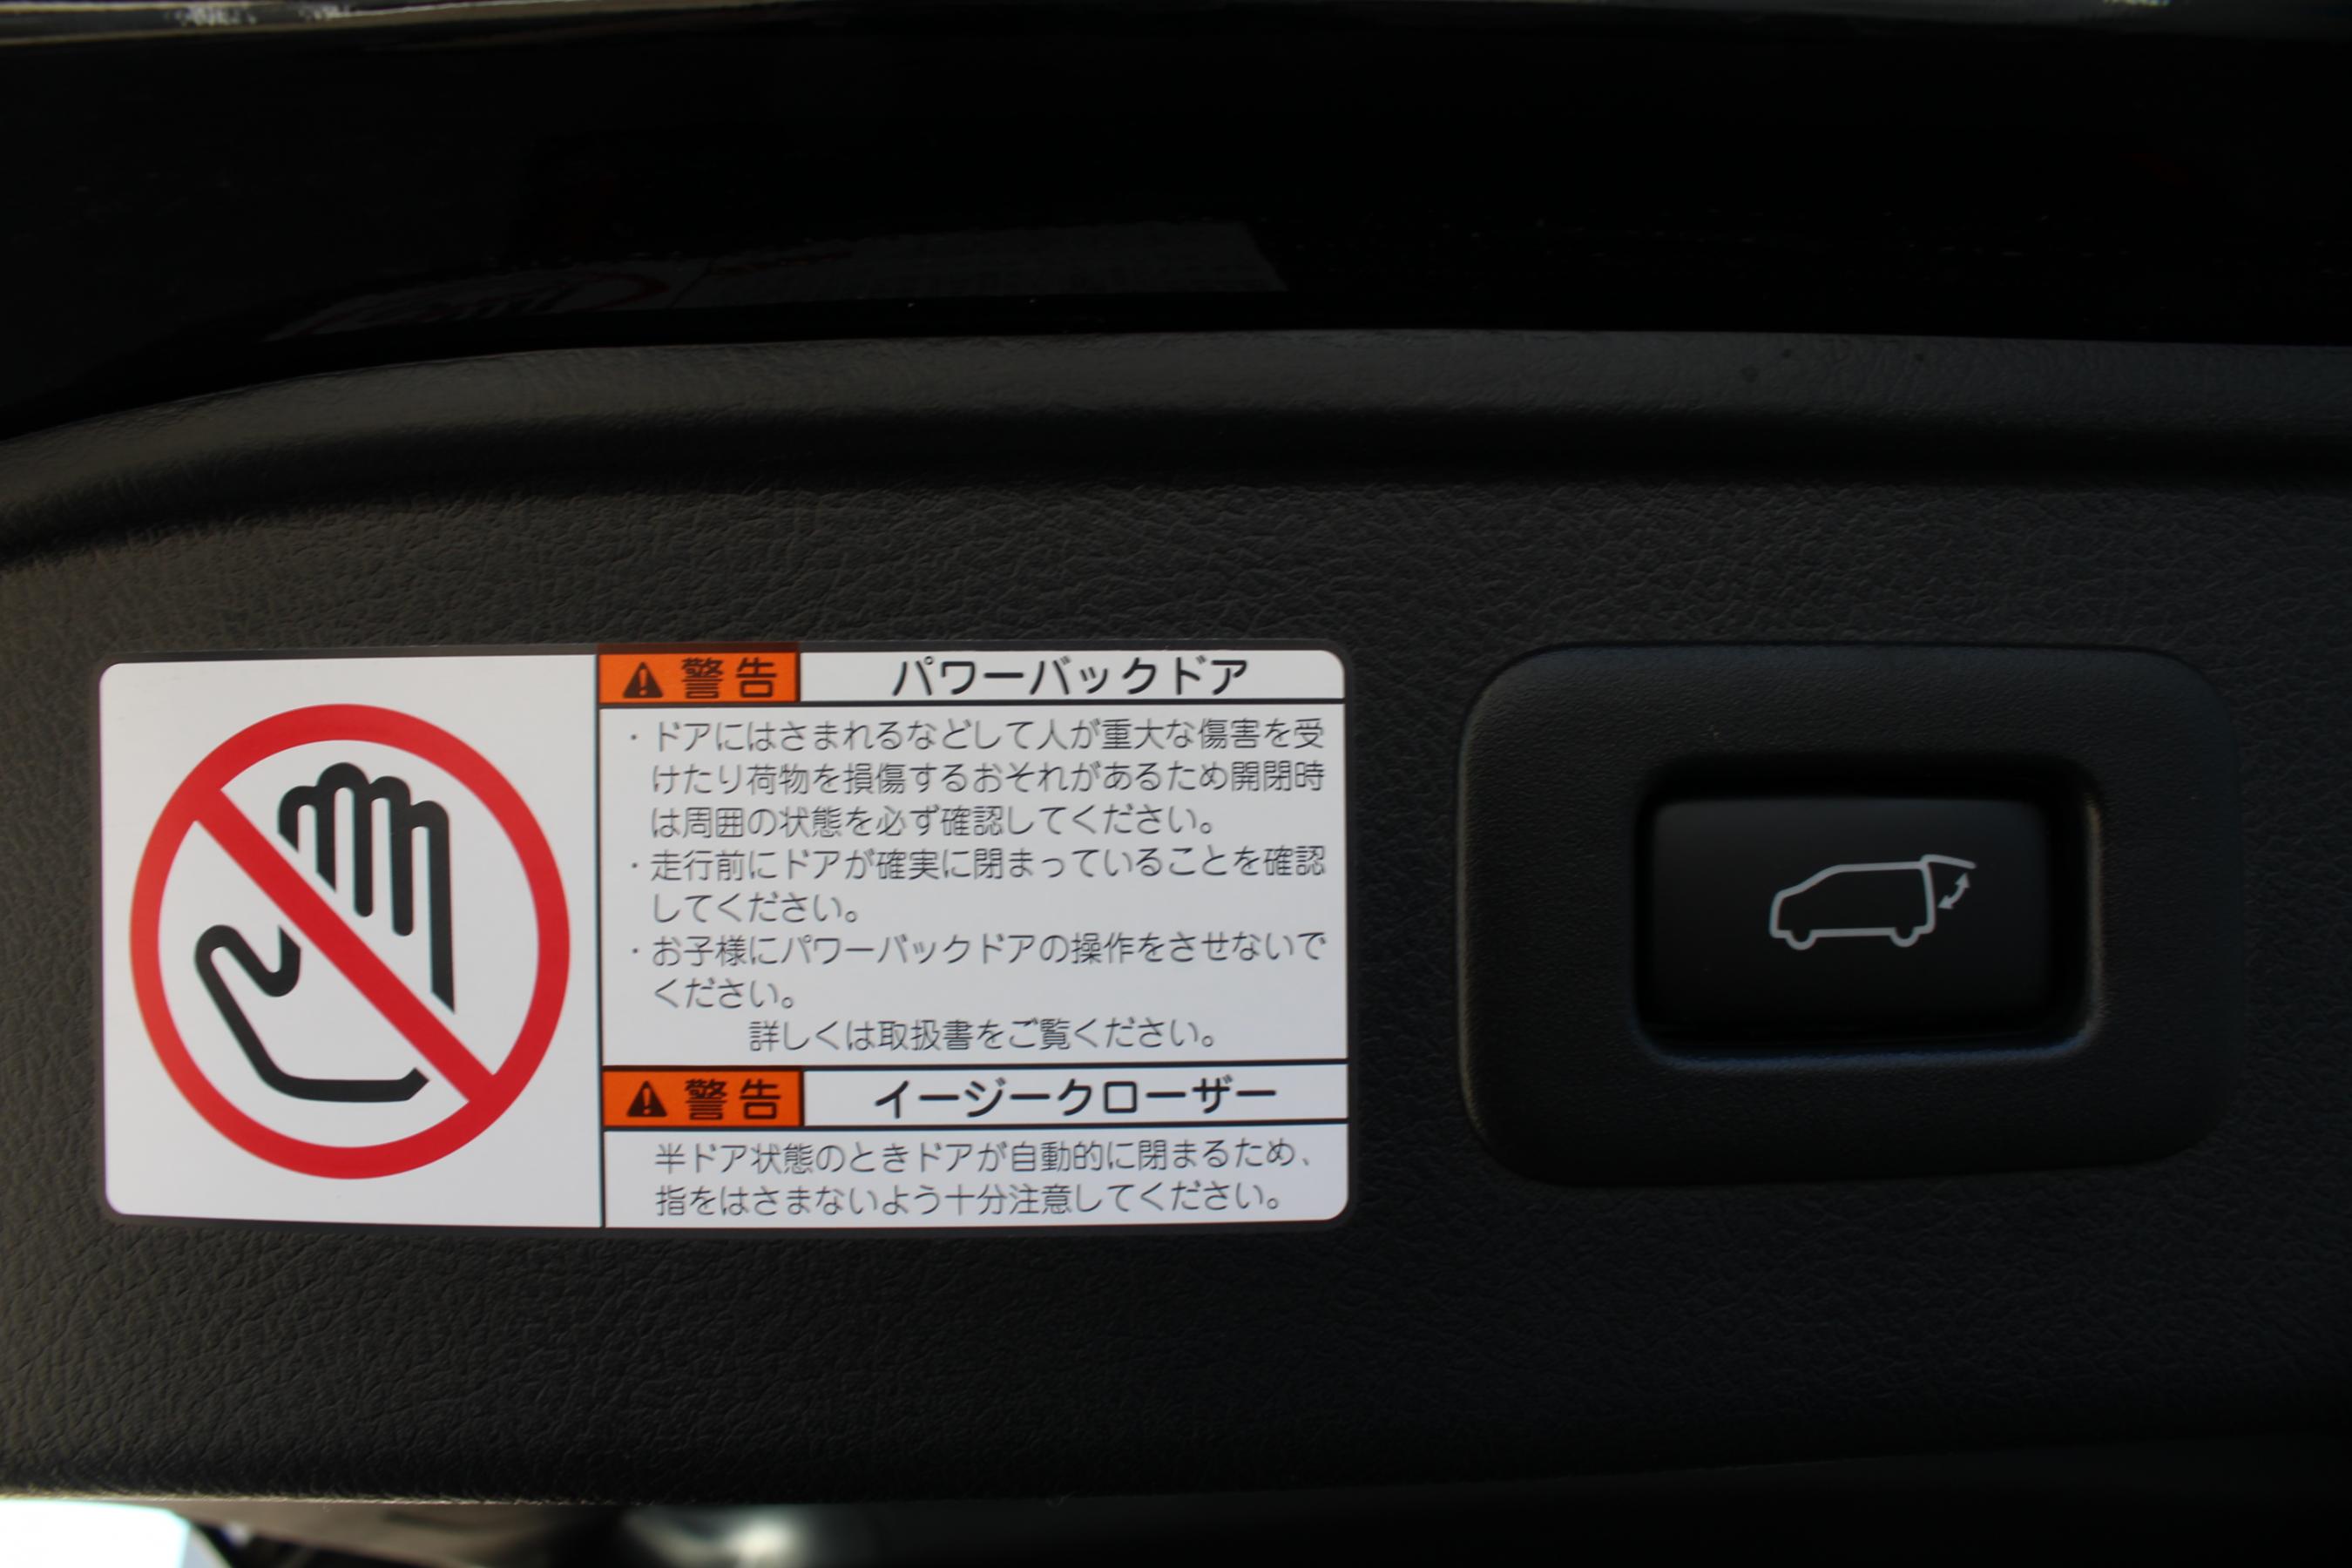 警告 パワーバックドア
・ドアにはさまれるなどして人が重大な傷害を受
けたり荷物を損傷するおそれがあるため開閉時
は周囲の状態を必ず確認してください。
・走行前にドアが確実に閉まっていることを確認
してください。
・お子様にパワーバックドアの操作をさせないで
ください。
詳しくは取扱書をご覧ください。
警告 イージークローザー
半ドア状態のときドアが自動的に閉まるため、
指をはさまないよう十分注意してください。